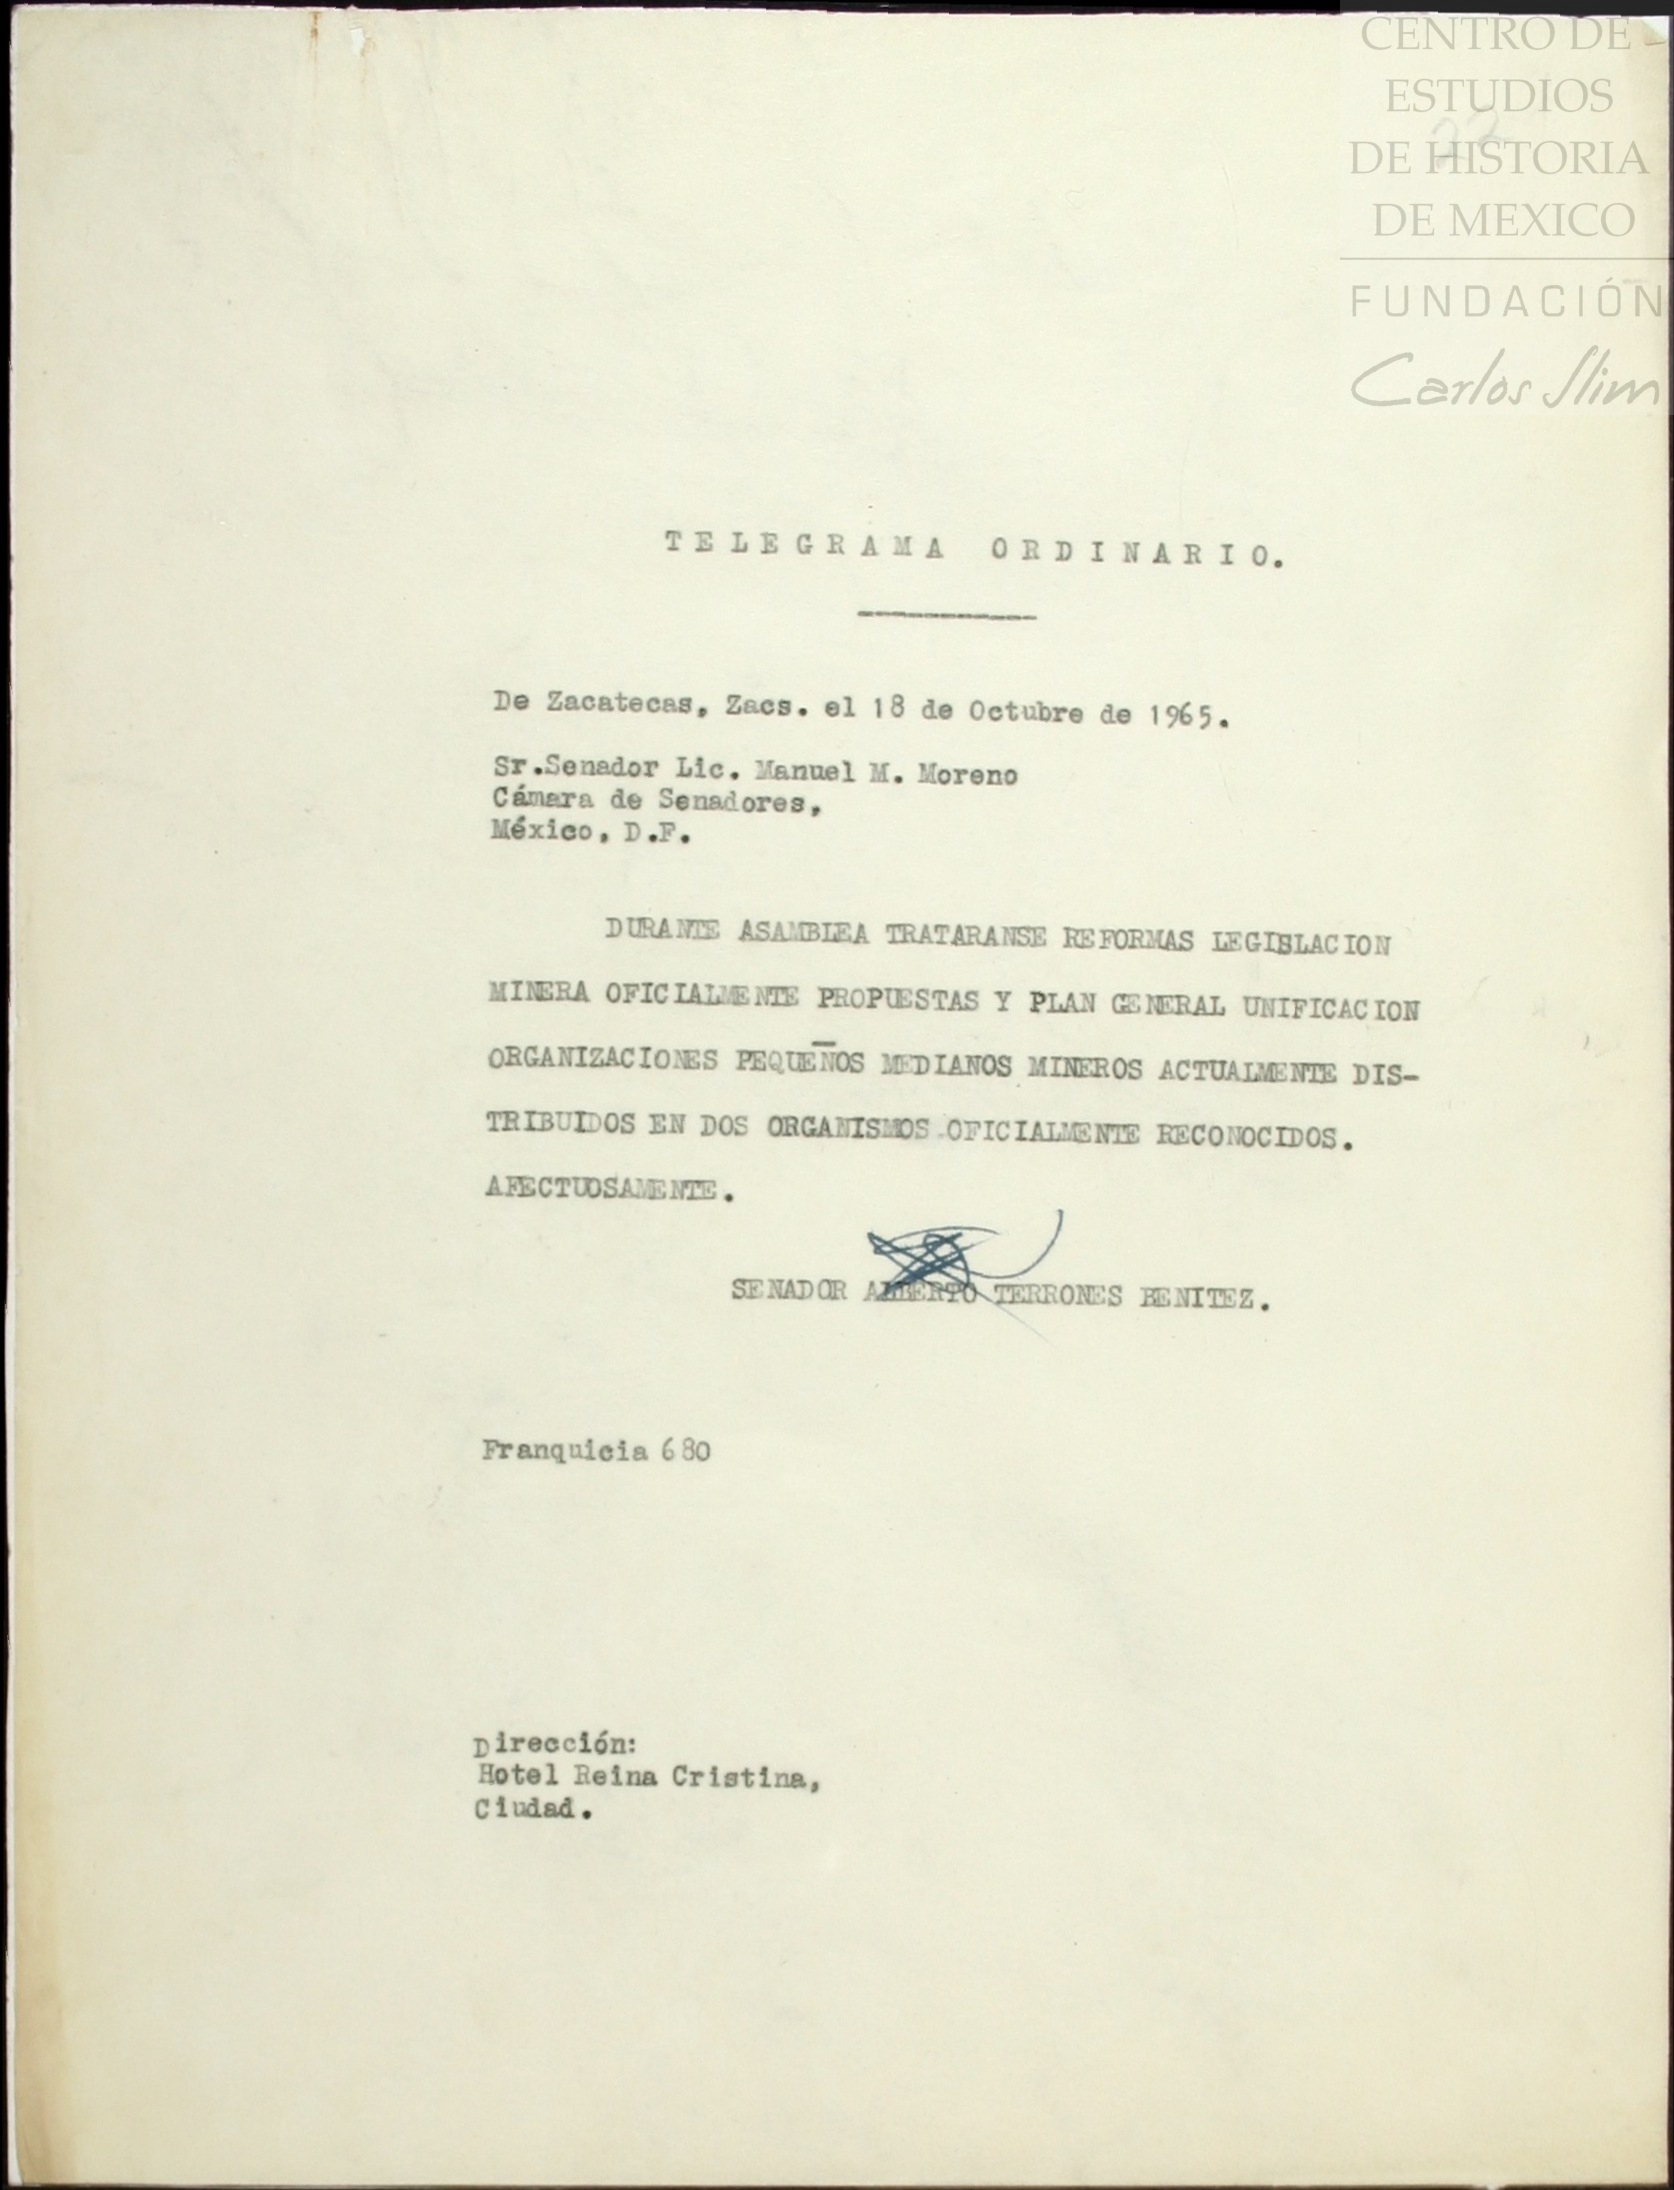 CENTRO DE
ESTUDIOS
DE HISTORIA
DE MEXICO
FUNDACIÓN
Carlos Slim
22
TELEGRAMA ORDINARIO.
De Zacatecas, Zacs. el 18 de Octubre de 1965.
Sr.Senador Lic. Manuel M. Moreno
Cámara de Senadores,
México, D.F.
DURANTE ASAMBLEA TRATARANSE REFORMAS LEGISLACION
MINERA OFICIALMENTE PROPUESTAS Y PLAN GENERAL UNIFICACION
ORGANIZACIONES PEQUEÑOS MEDIANOS MINEROS ACTUALMENTE DIS-
TRIBUIDOS EN DOS ORGANISMOS OFICIALMENTE RECONOCIDOS.
AFECTUOSAMENTE.
SENADOR ALBERTO TERRONES BENITEZ.
Franquicia 680
Dirección:
Hotel Reina Cristina,
Ciudad.